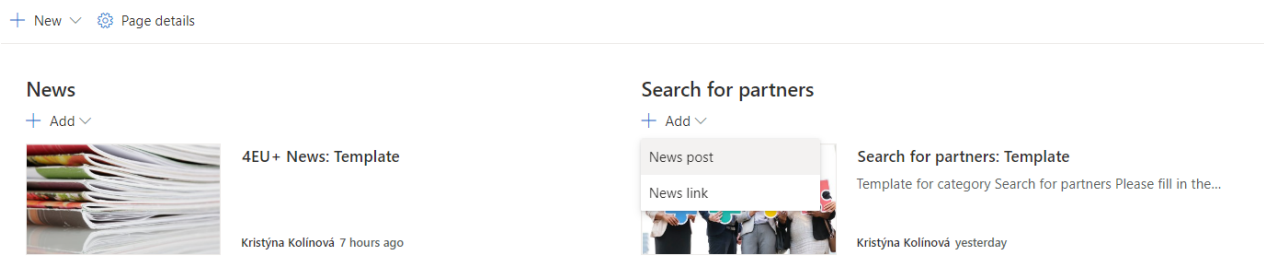 New
Page details
News
Add
4EU+ News: Template
Kristýna Kolínová 7 hours ago
Search for partners
Add
News post
News link
Search for partners: Template
Template for category Search for partners Please fill in the...
Kristýna Kolínová yesterday